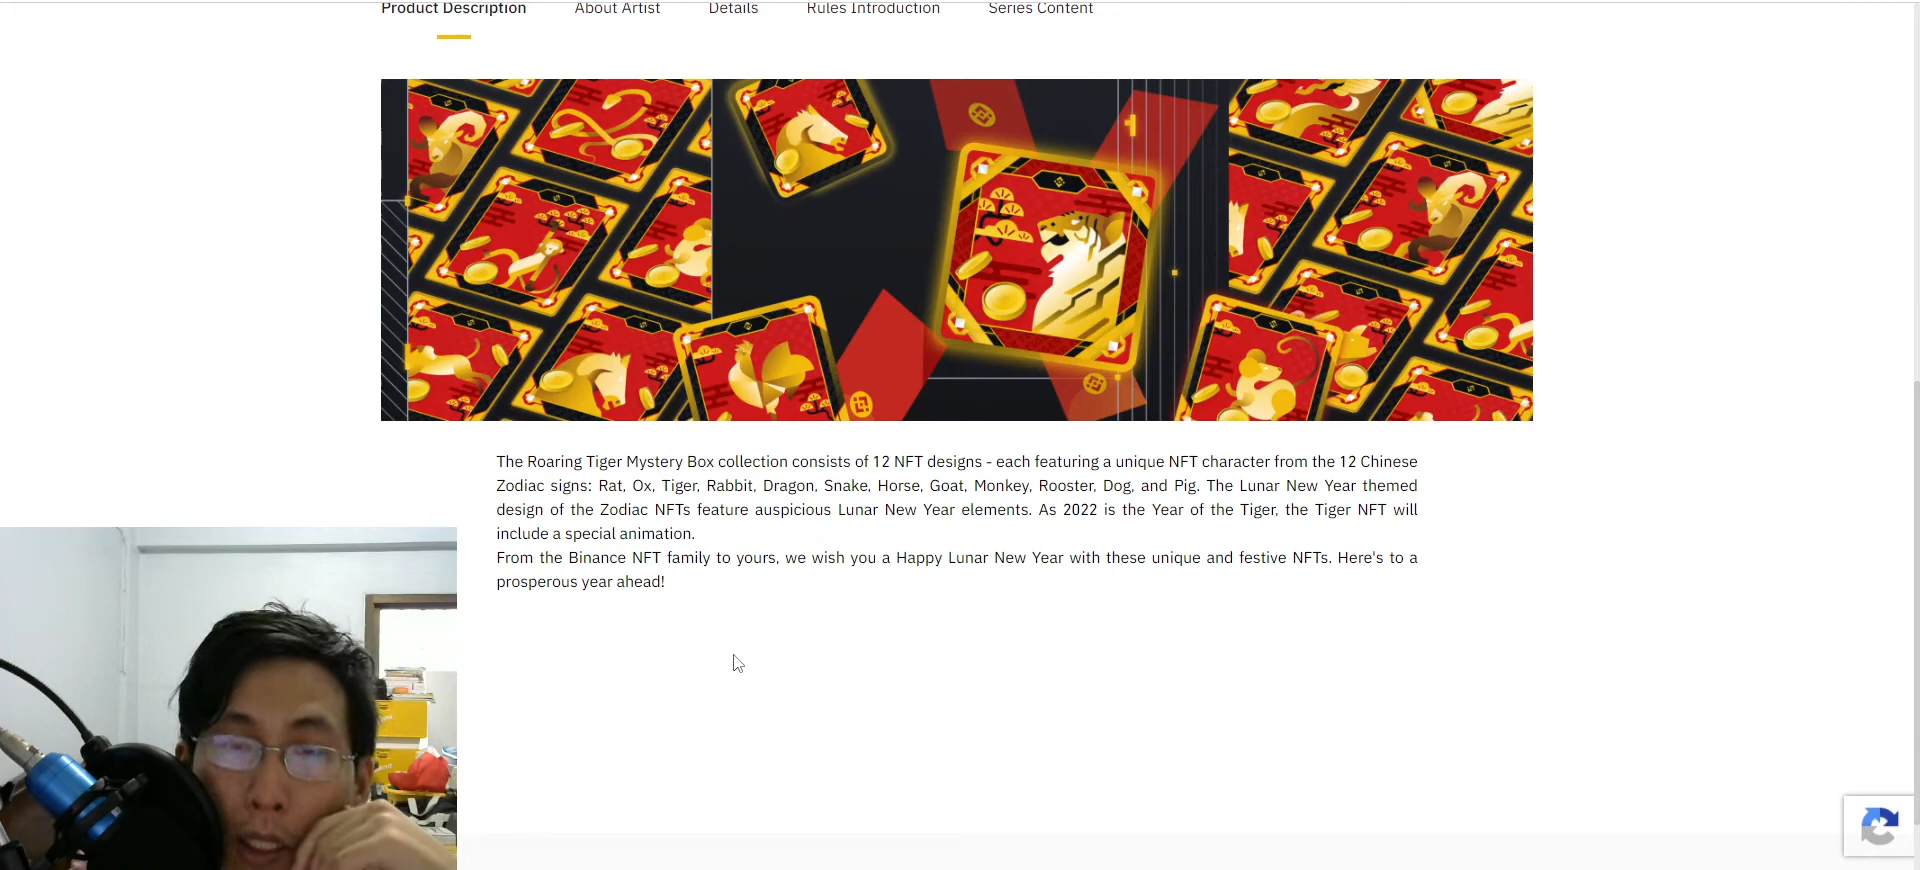 Product Description About Artist Details Rules Introduction Series Content
The Roaring Tiger Mystery Box collection consists of 12 NFT designs - each featuring a unique NFT character from the 12 Chinese
Zodiac signs: Rat, Ox, Tiger, Rabbit, Dragon, Snake, Horse, Goat, Monkey, Rooster, Dog, and Pig. The Lunar New Year themed
design of the Zodiac NFTs feature auspicious Lunar New Year elements. As 2022 is the Year of the Tiger, the Tiger NFT will
include a special animation.
From the Binance NFT family to yours, we wish you a Happy Lunar New Year with these unique and festive NFTs. Here's to a
prosperous year ahead!